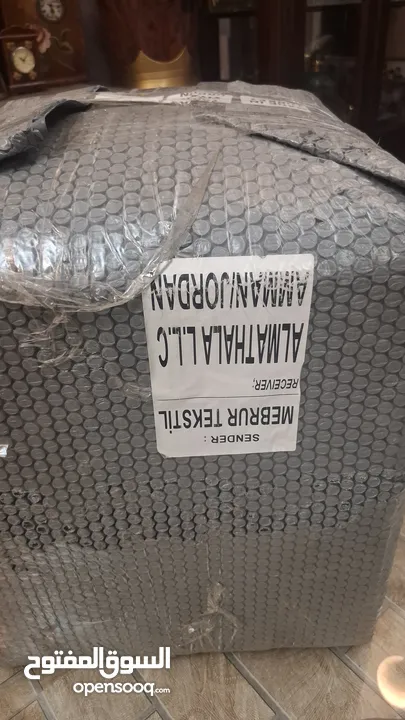 SENDER :
MEBRUR TEKSTİL
RECEIVER;
ALMATHALA L.L.C
AMMAN/JORDAN
السوق المفتوح
opensooq.com